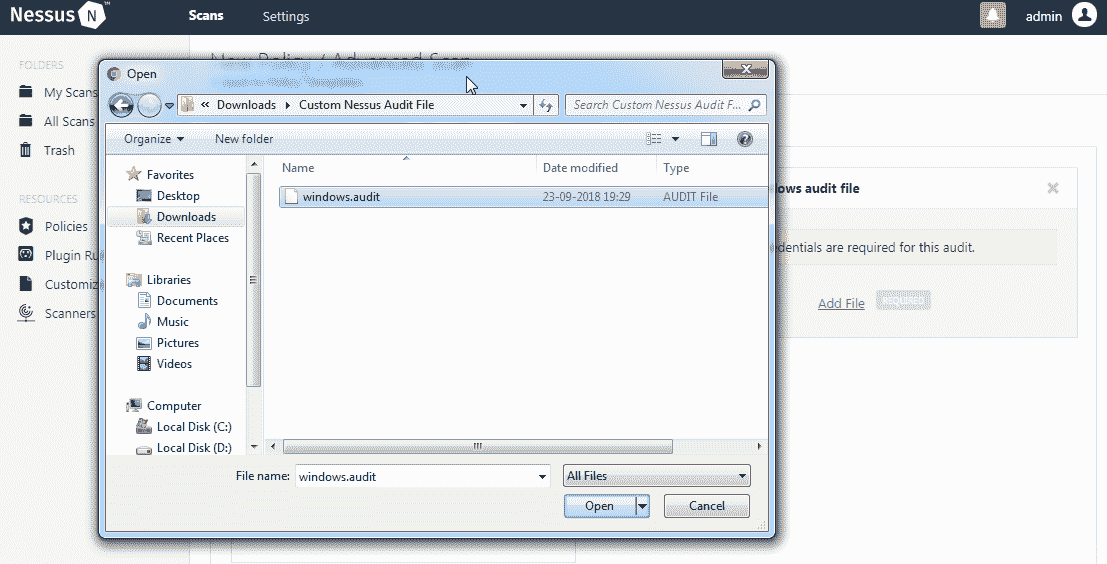 Nessus N ™
Scans
Settings
admin
New Policy / Advanced Scan
FOLDERS
My Scans
All Scans
Trash
RESOURCES
Policies
Plugin Ru
Customiz
Scanners
Open
« Downloads Custom Nessus Audit File
Search Custom Nessus Audit F...
Organize
New folder
Name
Date modified
Type
windows.audit
23-09-2018 19:29
AUDIT File
Favorites
Desktop
Downloads
Recent Places
Libraries
Documents
Music
Pictures
Videos
Computer
Local Disk (C:)
Local Disk (D:)
File name:
windows.audit
All Files
Open
Cancel
ows audit file
dentials are required for this audit.
Add File
REQUIRED